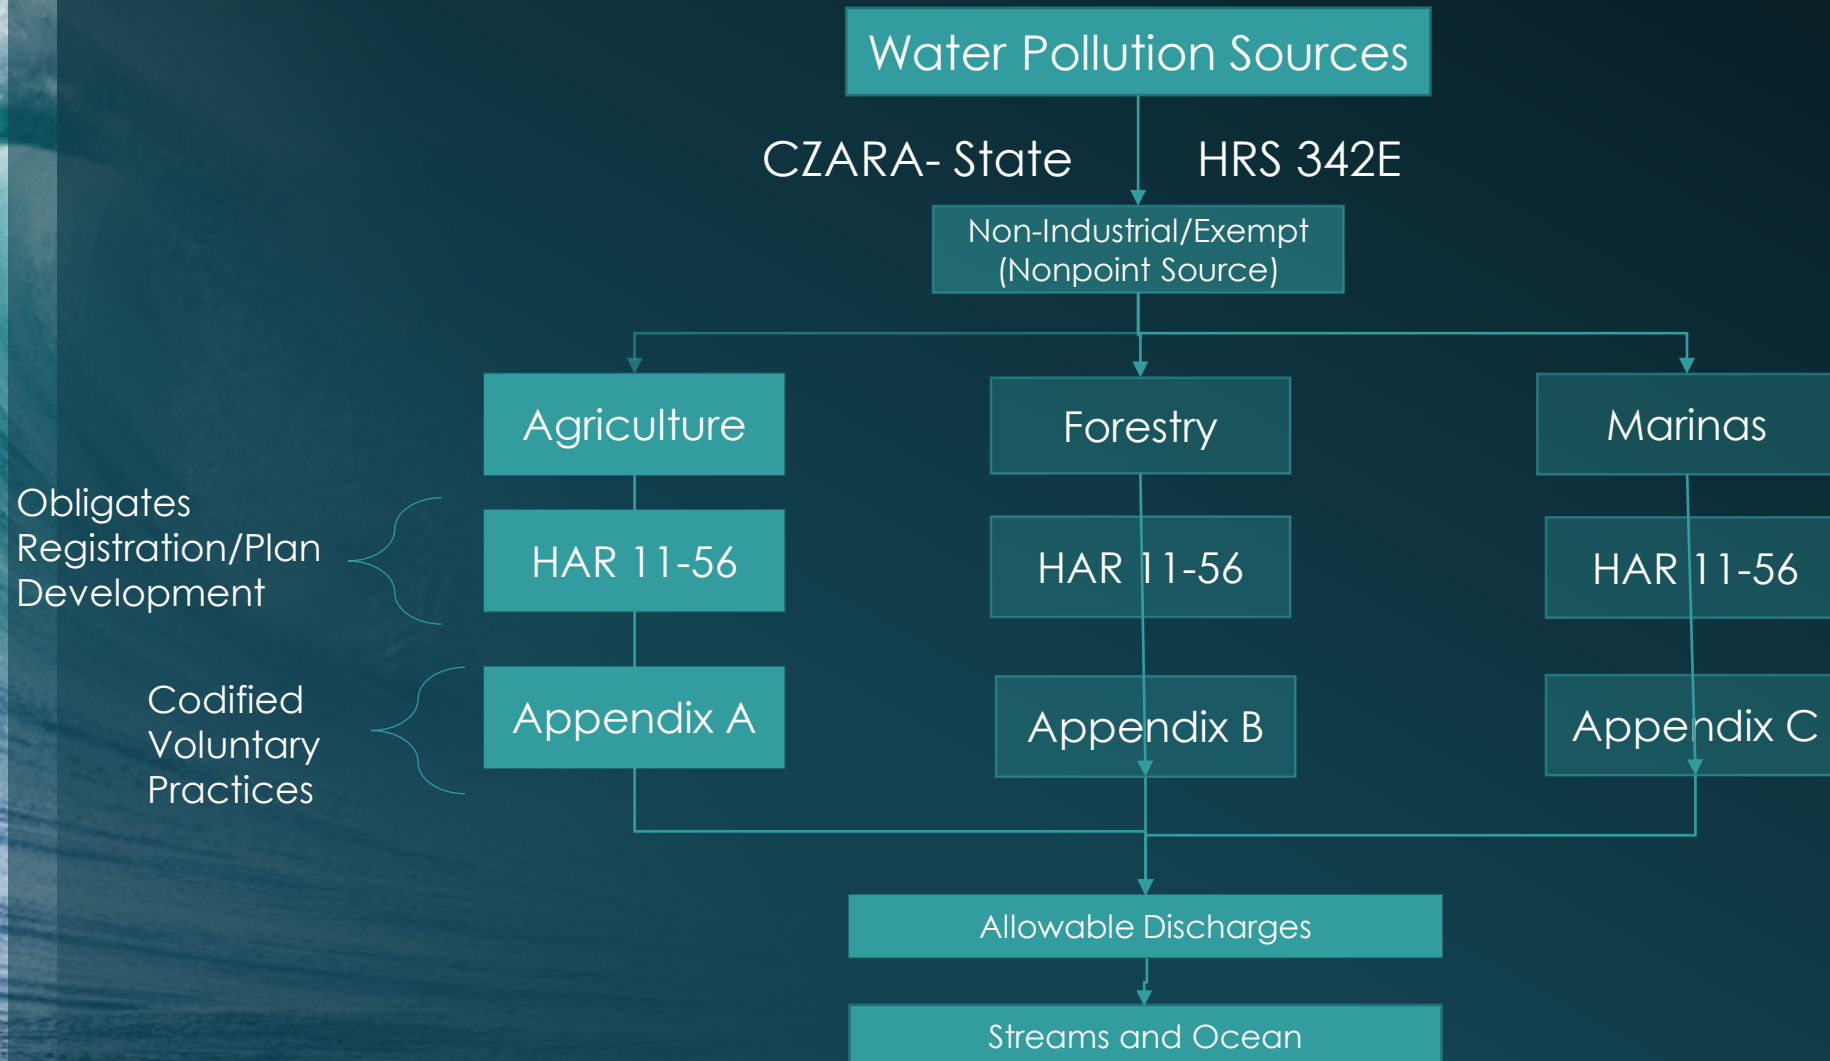 Water Pollution Sources
CZARA- State
HRS 342E
Non-Industrial/Exempt
(Nonpoint Source)
Agriculture
Forestry
Marinas
Obligates
Registration/Plan
Development
HAR 11-56
HAR 11-56
HAR 11-56
Codified
Voluntary
Practices
Appendix A
Appendix B
Appendix C
Allowable Discharges
Streams and Ocean